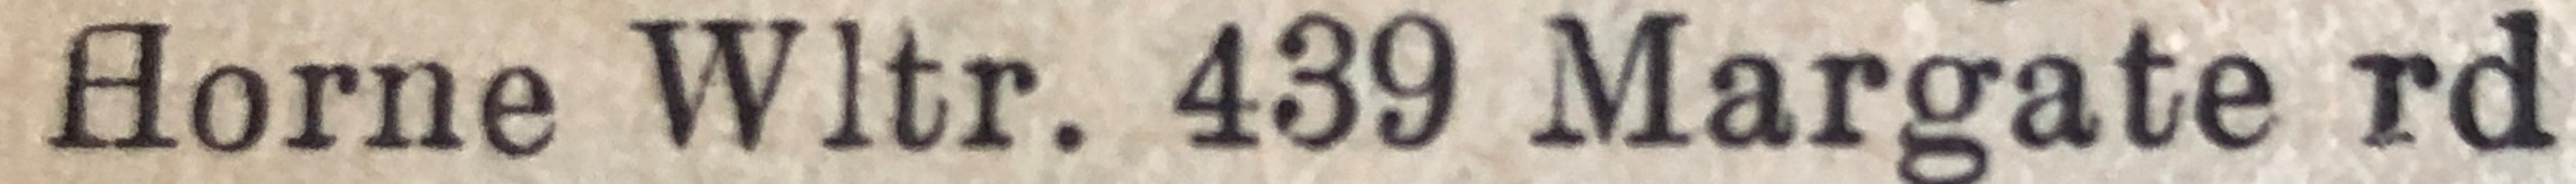 Horne Wltr. 439 Margate rd